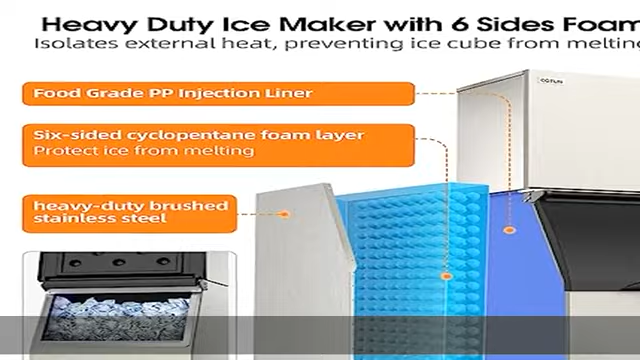 Heavy Duty Ice Maker with 6 Sides Foam
Isolates external heat, preventing ice cube from melting
Food Grade PP Injection Liner
Six-sided cyclopentane foam layer
Protect ice from melting
heavy-duty brushed
stainless steel